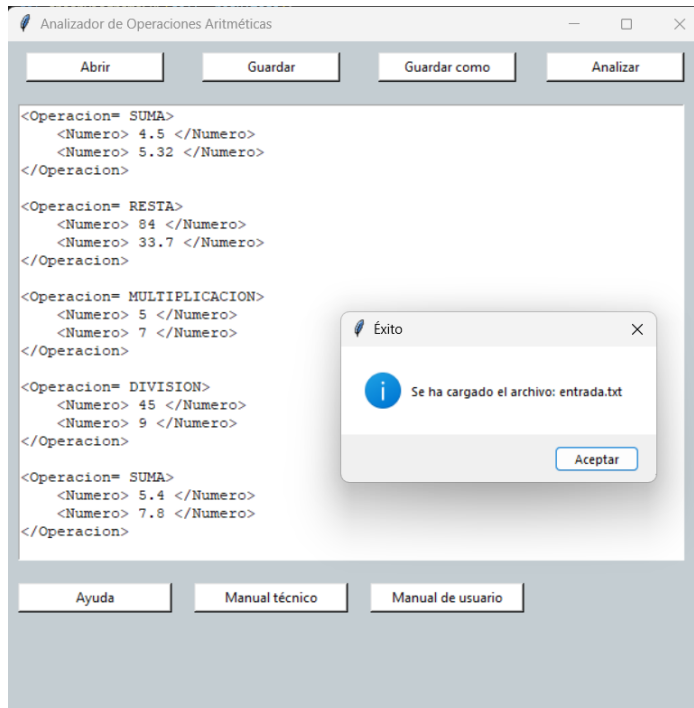 Analizador de Operaciones Aritméticas
Abrir
Guardar
Guardar como
Analizar
<Operacion= SUMA>
<Numero> 4.5 </Numero>
<Numero> 5.32 </Numero>
</Operacion>
<Operacion= RESTA>
<Numero> 84 </Numero>
<Numero> 33.7 </Numero>
</Operacion>
<Operacion= MULTIPLICACION>
<Numero> 5 </Numero>
<Numero> 7 </Numero>
</Operacion>
<Operacion= DIVISION>
<Numero> 45 </Numero>
<Numero> 9 </Numero>
</Operacion>
<Operacion= SUMA>
<Numero> 5.4 </Numero>
<Numero> 7.8 </Numero>
</Operacion>
Éxito
Se ha cargado el archivo: entrada.txt
Aceptar
Ayuda
Manual técnico
Manual de usuario